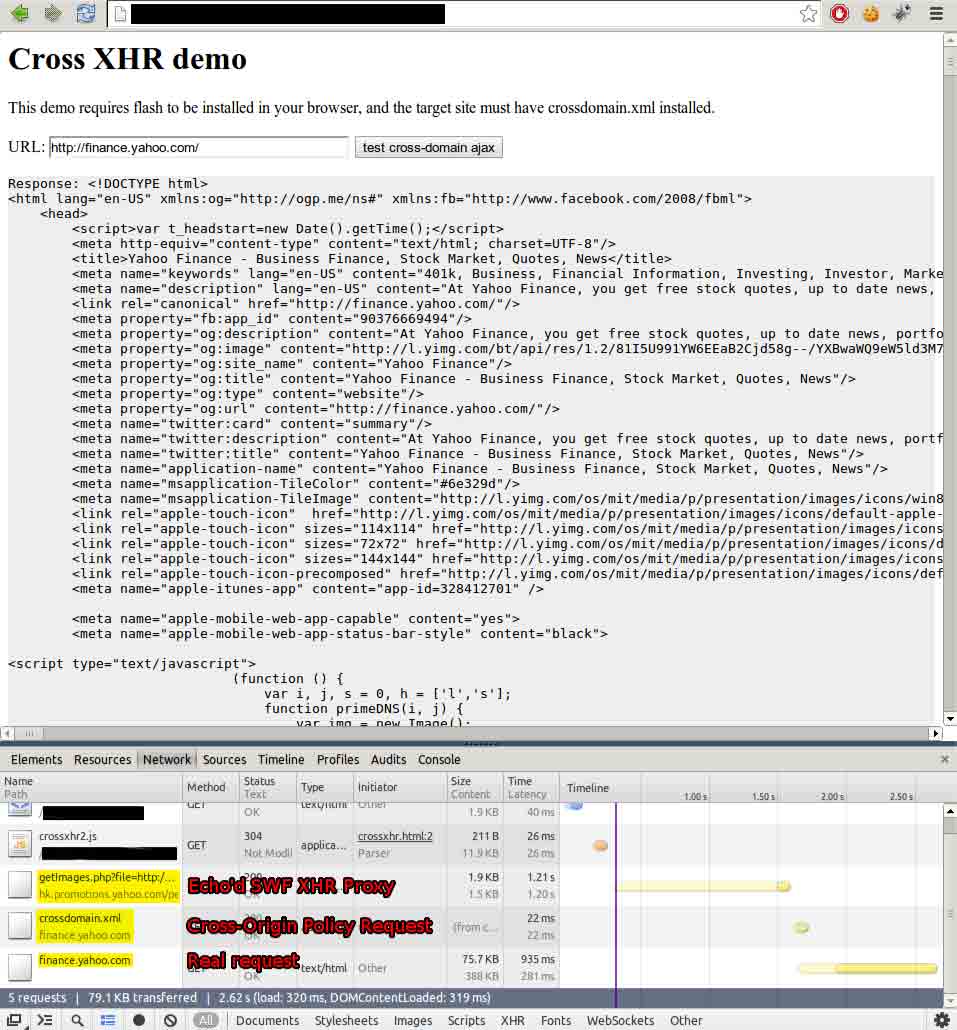 Cross XHR demo
This demo requires flash to be installed in your browser, and the target site must have crossdomain.xml installed.
URL: http://finance.yahoo.com/ test cross-domain ajax
Response: <!DOCTYPE html>
<html lang="en-US" xmlns:og="http://ogp.me/ns#" xmlns:fb="http://www.facebook.com/2008/fbml">
<head>
<script>var t_headstart=new Date().getTime();</script>
<meta http-equiv="content-type" content="text/html; charset=UTF-8"/>
<title>Yahoo Finance - Business Finance, Stock Market, Quotes, News</title>
<meta name="keywords" lang="en-US" content="401k, Business, Financial Information, Investing, Investor, Marke
<meta name="description" lang="en-US" content="At Yahoo Finance, you get free stock quotes, up to date news,
<link rel="canonical" href="http://finance.yahoo.com/"/>
<meta property="fb:app_id" content="90376669494"/>
<meta property="og:description" content="At Yahoo Finance, you get free stock quotes, up to date news, portfo
<meta property="og:image" content="http://l.yimg.com/bt/api/res/1.2/81I5U991YW6EEaB2Cjd58g--/YXBwaWQ9eW5ld3M7
<meta property="og:site_name" content="Yahoo Finance"/>
<meta property="og:title" content="Yahoo Finance - Business Finance, Stock Market, Quotes, News"/>
<meta property="og:type" content="website"/>
<meta property="og:url" content="http://finance.yahoo.com/"/>
<meta name="twitter:card" content="summary"/>
<meta name="twitter:description" content="At Yahoo Finance, you get free stock quotes, up to date news, portf
<meta name="twitter:title" content="Yahoo Finance - Business Finance, Stock Market, Quotes, News"/>
<meta name="application-name" content="Yahoo Finance - Business Finance, Stock Market, Quotes, News"/>
<meta name="msapplication-TileColor" content="#6e329d"/>
<meta name="msapplication-TileImage" content="http://l.yimg.com/os/mit/media/p/presentation/images/icons/win8
<link rel="apple-touch-icon"  href="http://l.yimg.com/os/mit/media/p/presentation/images/icons/default-apple-
<link rel="apple-touch-icon" sizes="114x114" href="http://l.yimg.com/os/mit/media/p/presentation/images/icons
<link rel="apple-touch-icon" sizes="72x72" href="http://l.yimg.com/os/mit/media/p/presentation/images/icons/d
<link rel="apple-touch-icon" sizes="144x144" href="http://l.yimg.com/os/mit/media/p/presentation/images/icons
<link rel="apple-touch-icon-precomposed" href="http://l.yimg.com/os/mit/media/p/presentation/images/icons/def
<meta name="apple-itunes-app" content="app-id=328412701" />
<meta name="apple-mobile-web-app-capable" content="yes">
<meta name="apple-mobile-web-app-status-bar-style" content="black">
<script type="text/javascript">
(function () {
var i, j, s = 0, h = ['l','s'];
function primeDNS(i, j) {
var img = new Image();
Elements Resources Network Sources Timeline Profiles Audits Console
Name Method Status Type Initiator Size Time Timeline
Path Text Content Latency 1.00 s 1.50 s 2.00 s 2.50 s
GET text/html Other
/ OK 1.9 KB 40 ms
crossxhr2.js GET 304 applica... crossxhr.html:2 211 B 26 ms
/ Not Modi Parser 11.9 KB 26 ms
getImages.php?file=http:/... Echo'd SWF XHR Proxy 1.9 KB 1.21 s
hk.promotions.yahoo.com/pe 1.5 KB 1.20 s
crossdomain.xml Cross-Origin Policy Request (from c... 22 ms
finance.yahoo.com 22 ms
finance.yahoo.com Real request text/html Other 75.7 KB 935 ms
OK 388 KB 281 ms
5 requests | 79.1 KB transferred | 2.62 s (load: 320 ms, DOMContentLoaded: 319 ms)
All Documents Stylesheets Images Scripts XHR Fonts WebSockets Other